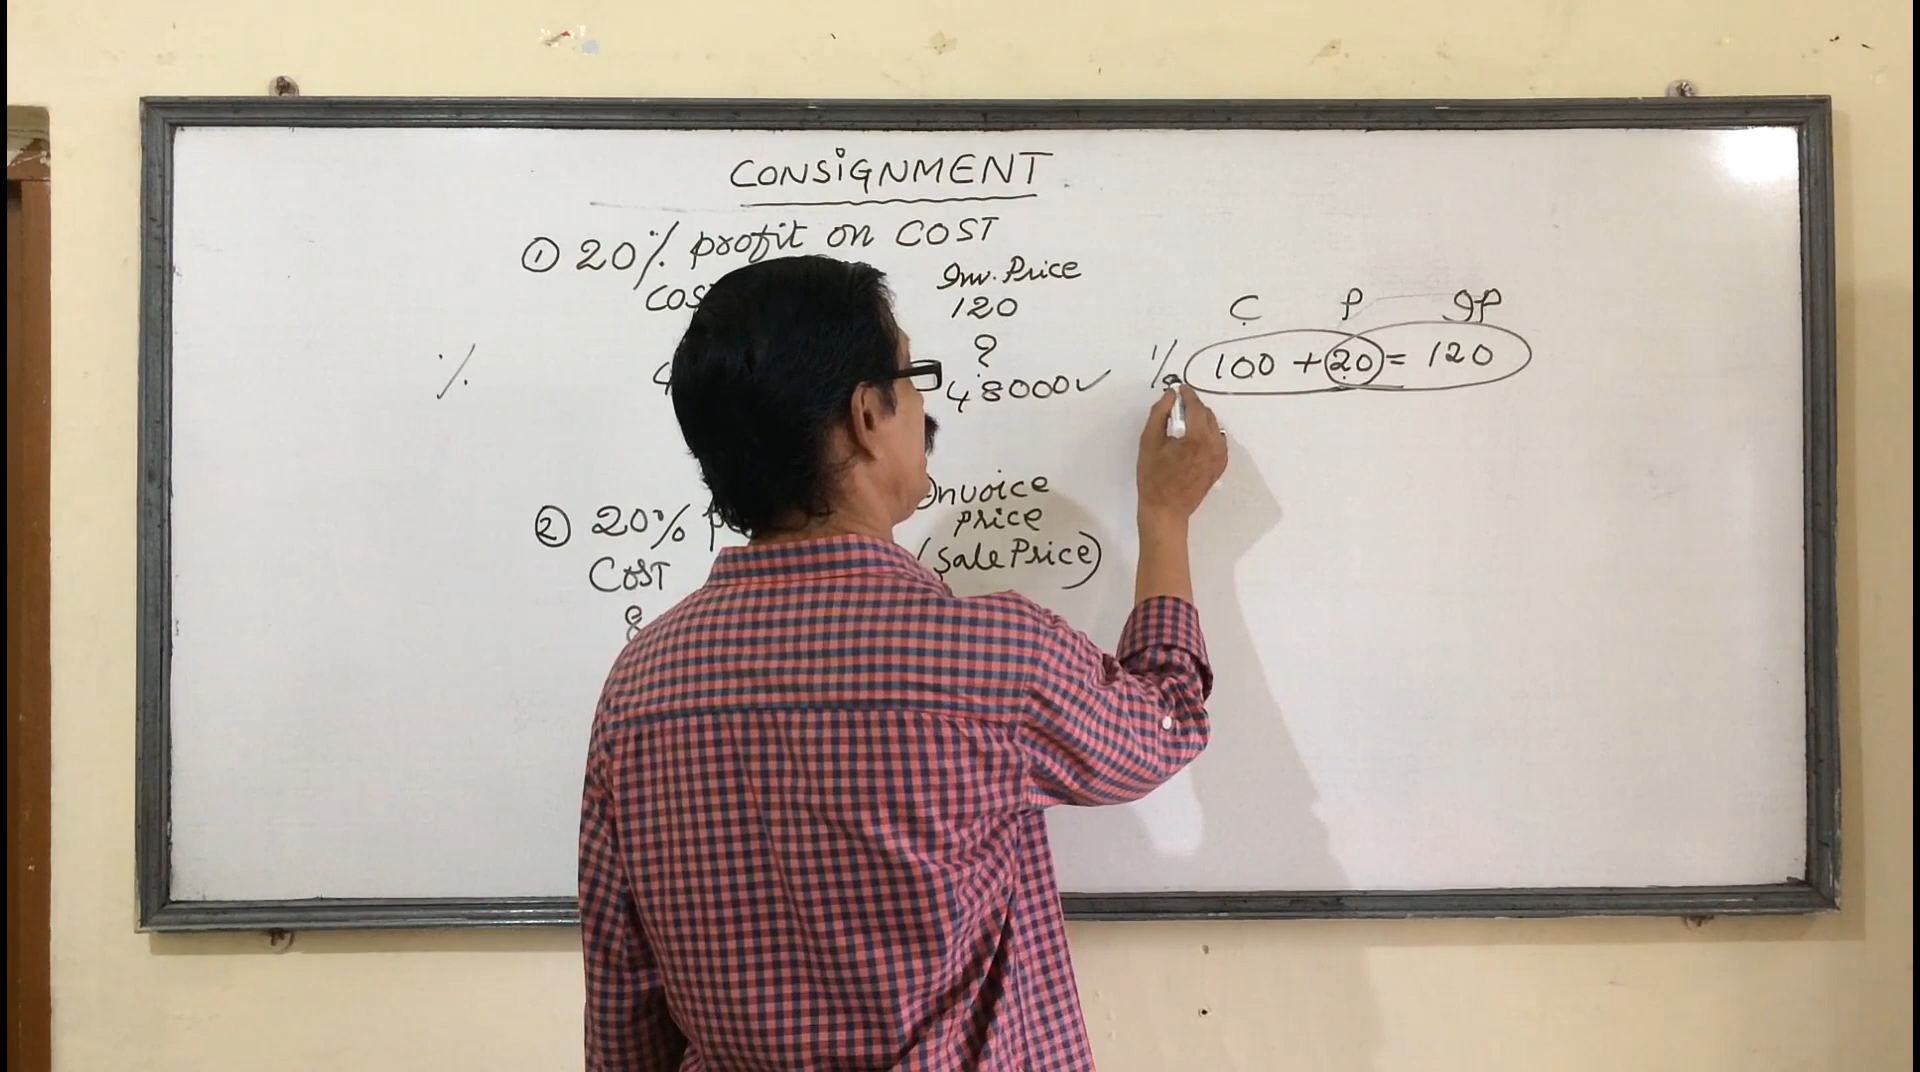 CONSIGNMENT
① 20% profit on COST
Inv. Price
120
?
48000✓
② 20%
Invoice
price
COST
(Sale Price)
8
C P IP
100 + 20 = 120
%